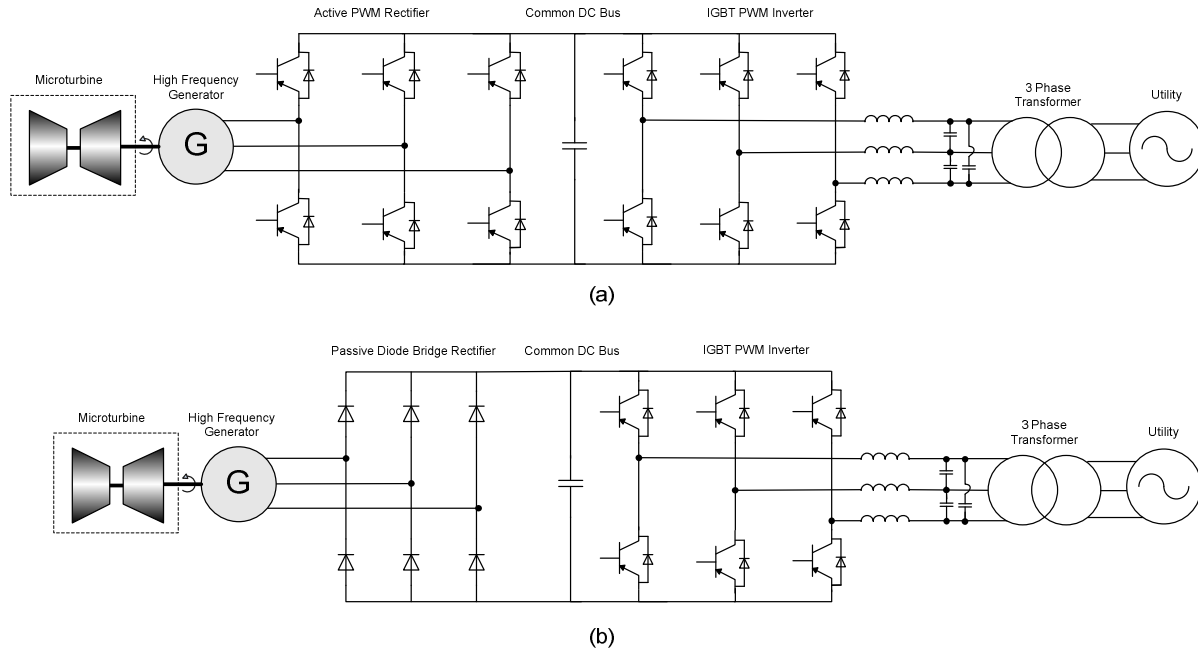 Active PWM Rectifier
Common DC Bus
IGBT PWM Inverter
Microturbine
High Frequency
Generator
G
3 Phase
Transformer
Utility
(a)
Passive Diode Bridge Rectifier
Common DC Bus
IGBT PWM Inverter
Microturbine
High Frequency
Generator
G
3 Phase
Transformer
Utility
(b)